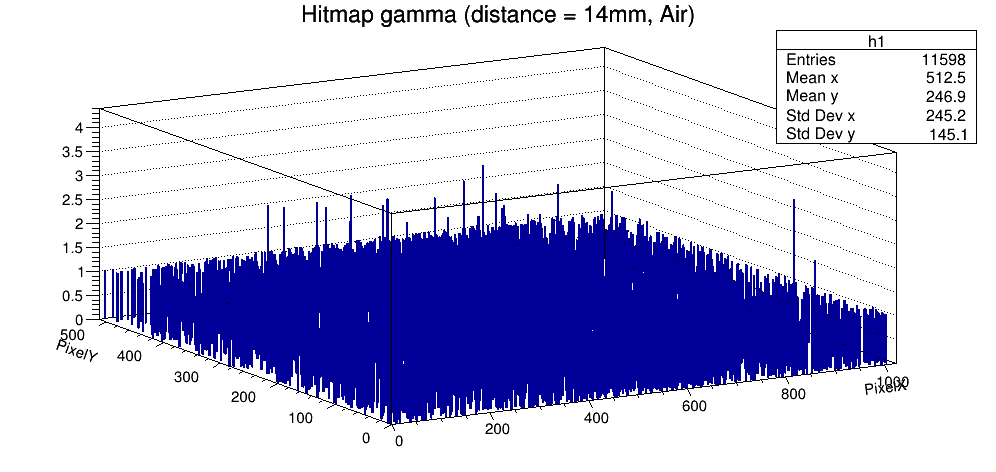 Hitmap gamma (distance = 14mm, Air)
h1
Entries 11598
Mean x 512.5
Mean y 246.9
Std Dev x 245.2
Std Dev y 145.1
4
3.5
3
2.5
2
1.5
1
0.5
0
500
400
300
200
100
0
PixelY
0
200
400
600
800
1000
PixelX